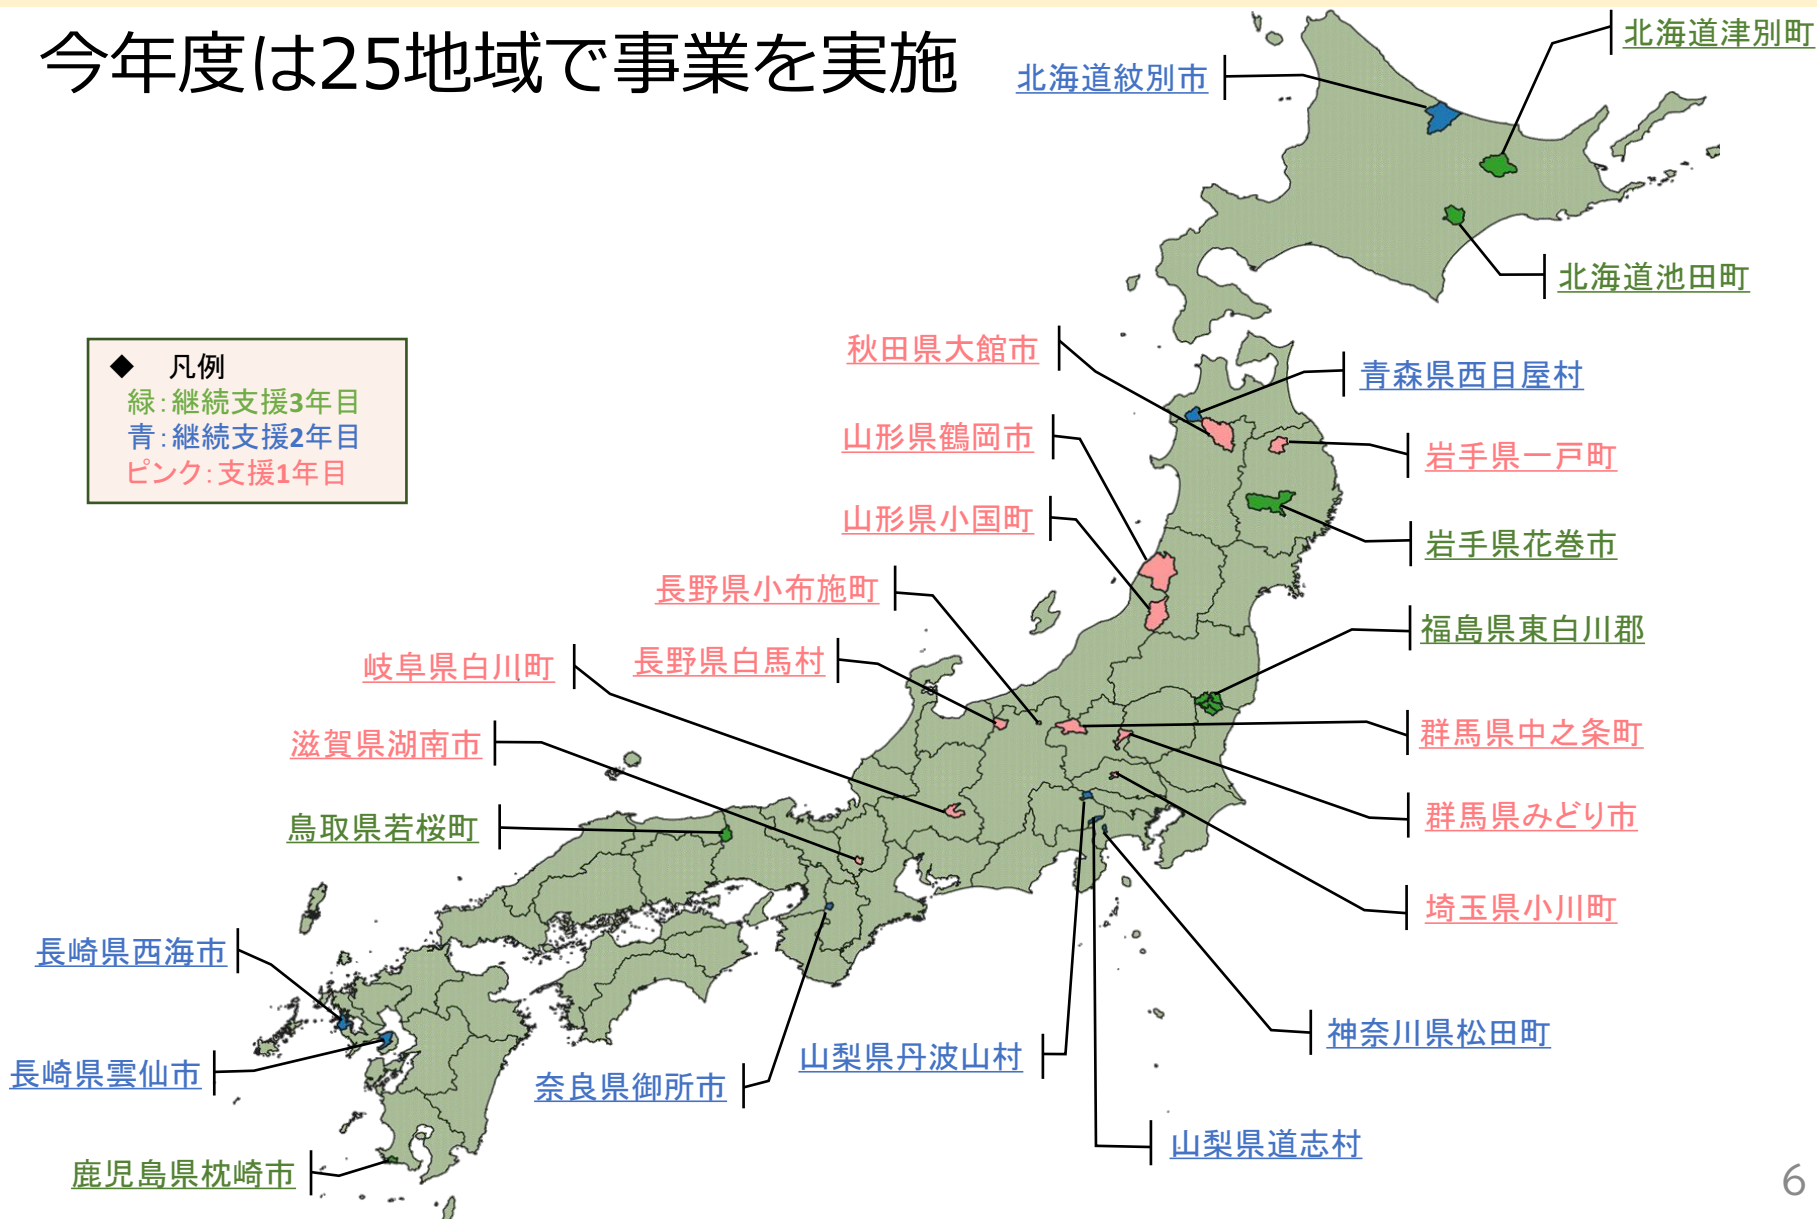 今年度は25地域で事業を実施
北海道津別町
北海道紋別市
北海道池田町
◆ 凡例
緑：継続支援3年目
青：継続支援2年目
ピンク：支援1年目
秋田県大館市
青森県西目屋村
山形県鶴岡市
岩手県一戸町
山形県小国町
岩手県花巻市
長野県小布施町
福島県東白川郡
岐阜県白川町
長野県白馬村
滋賀県湖南市
群馬県中之条町
鳥取県若桜町
群馬県みどり市
埼玉県小川町
長崎県西海市
神奈川県松田町
山梨県丹波山村
長崎県雲仙市
奈良県御所市
山梨県道志村
鹿児島県枕崎市
6